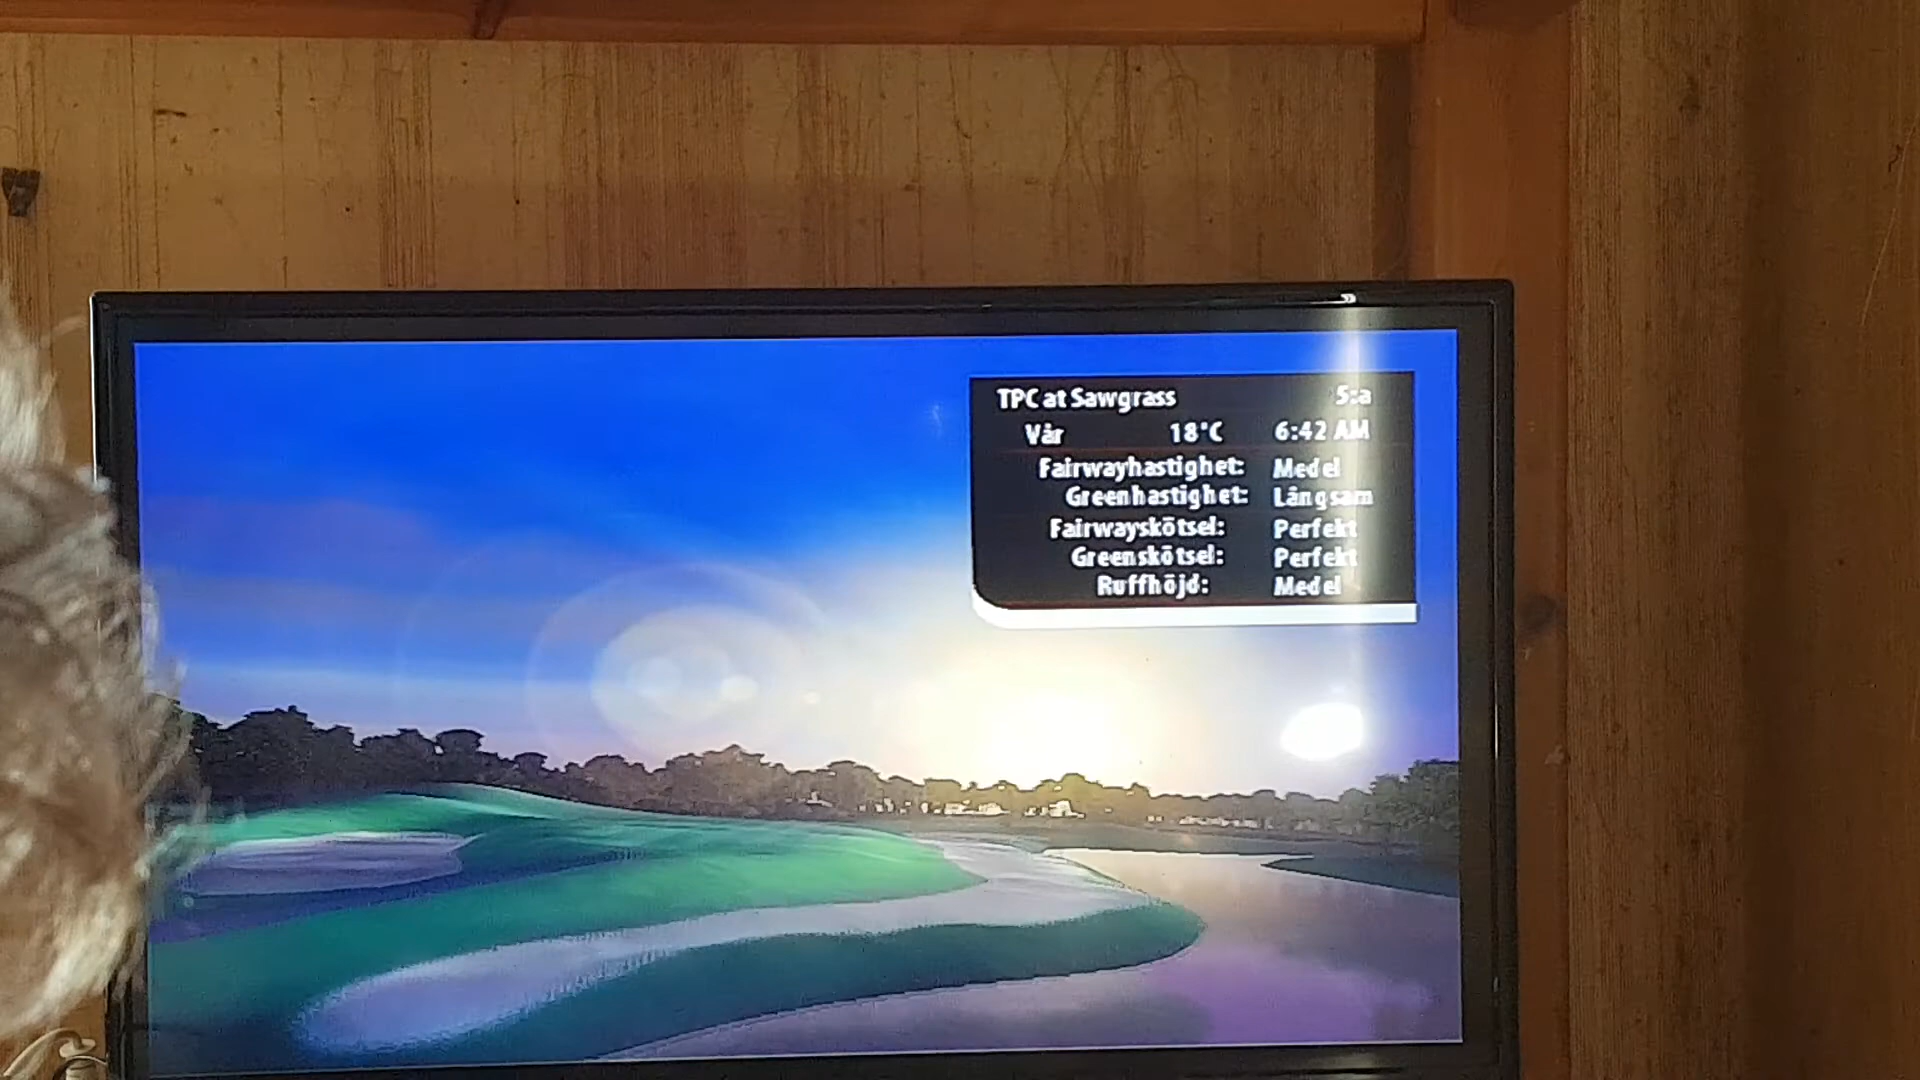 TPC at Sawgrass 5:a
Vår 18°C 6:42 AM
Fairwayhastighet: Medel
Greenhastighet: Långsam
Fairwayskötsel: Perfekt
Greenskötsel: Perfekt
Ruffhöjd: Medel